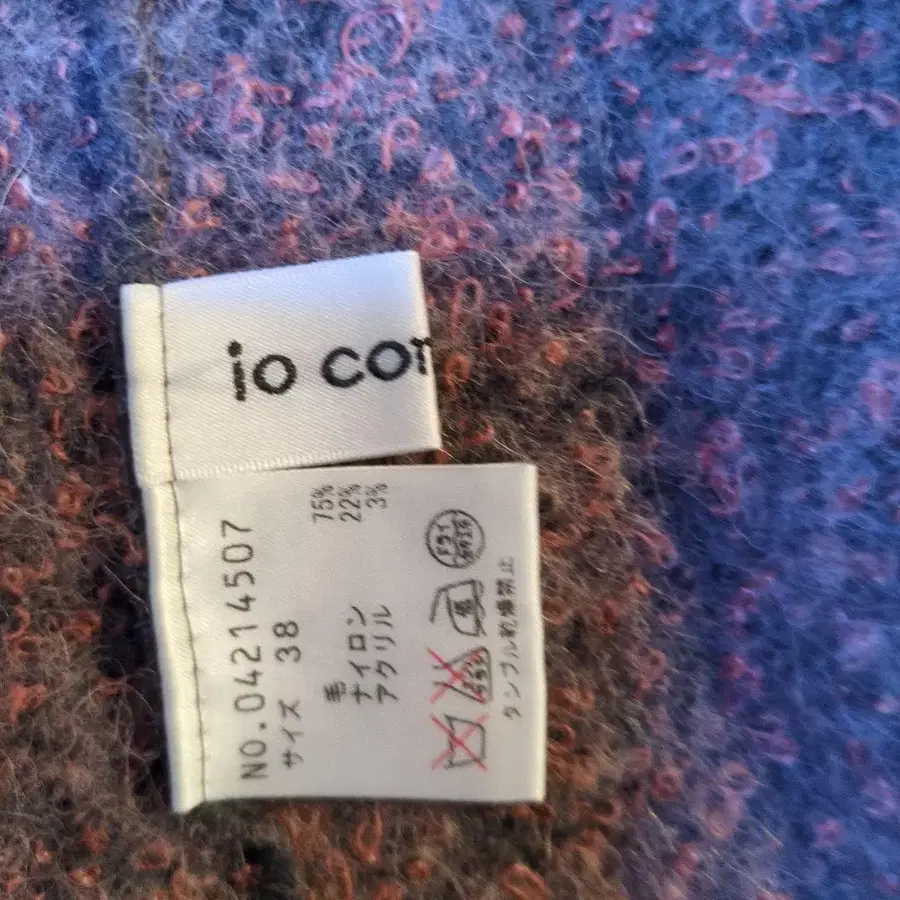 io cor
NO.04214507
サイズ 38
毛 75%
ナイロン 22%
アクリル 3%
タンブル乾燥禁止